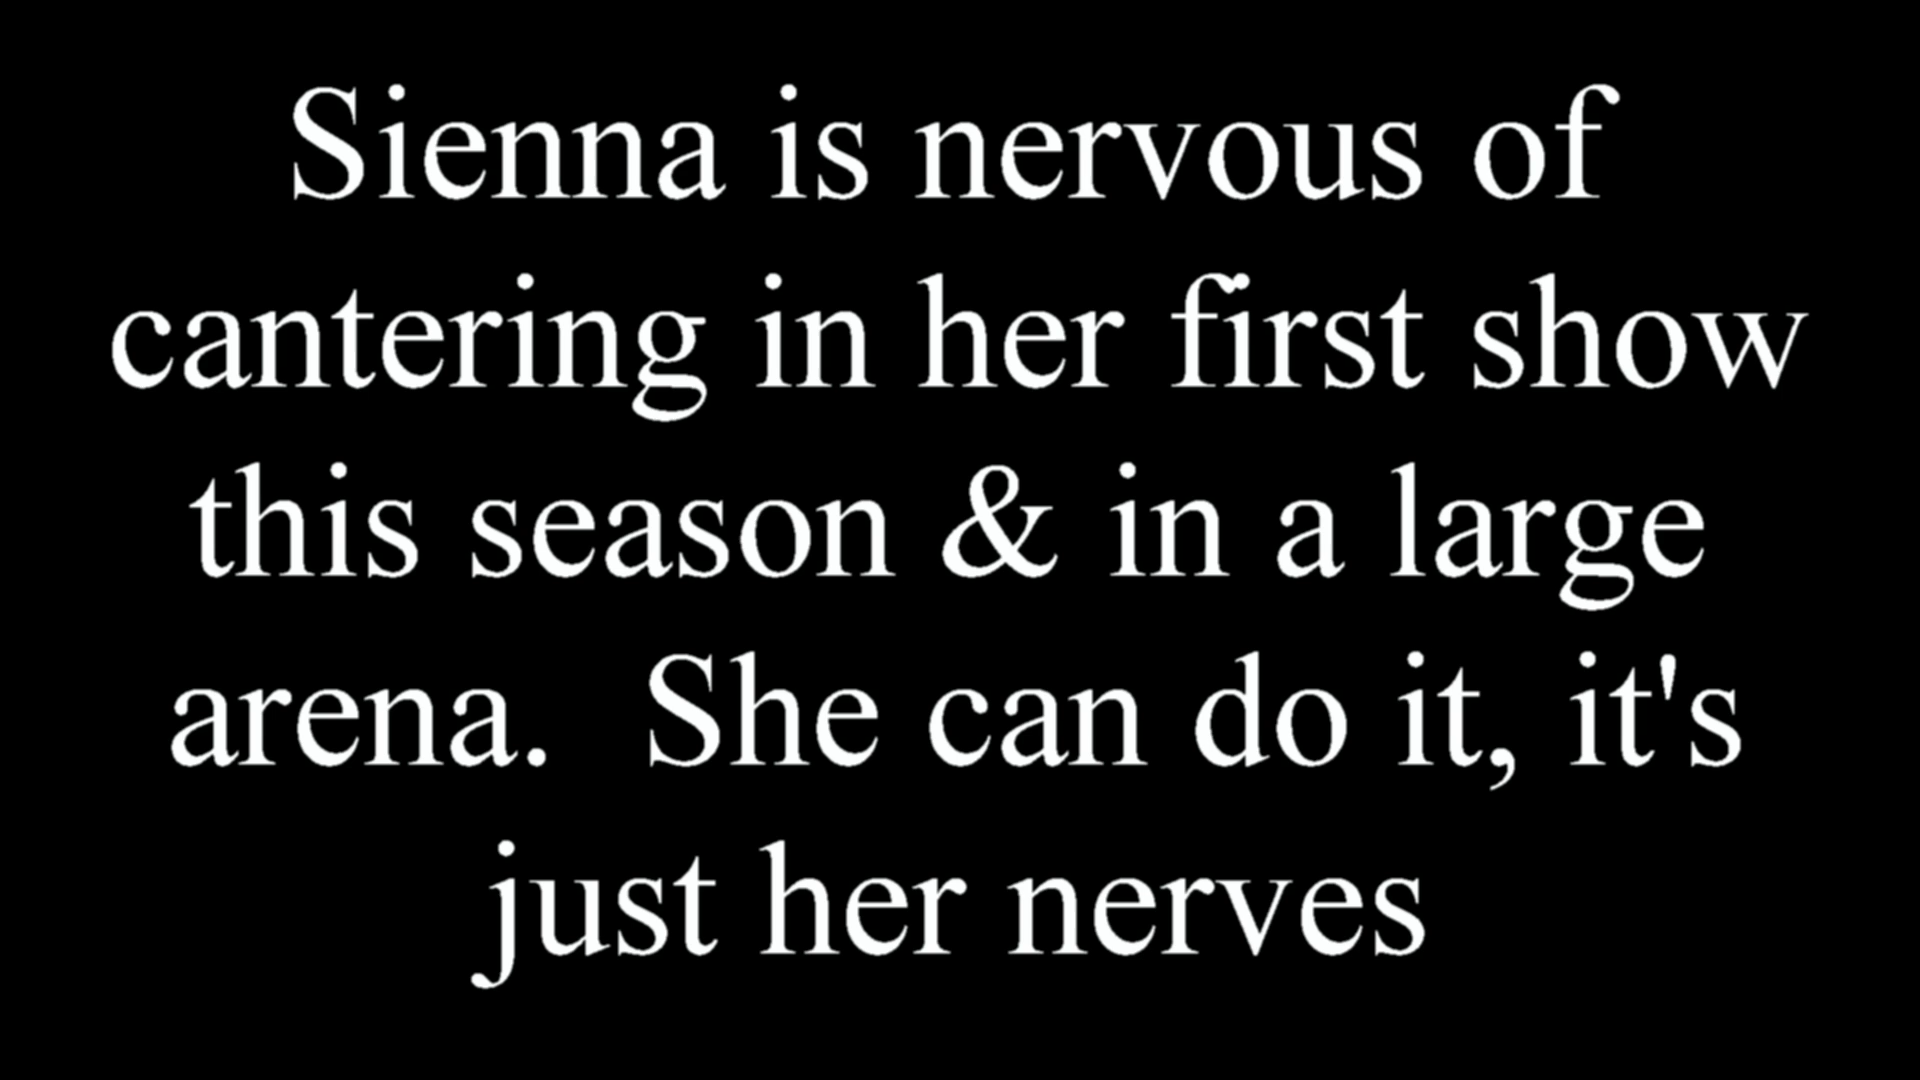 Sienna is nervous of
cantering in her first show
this season & in a large
arena.  She can do it, it's
just her nerves